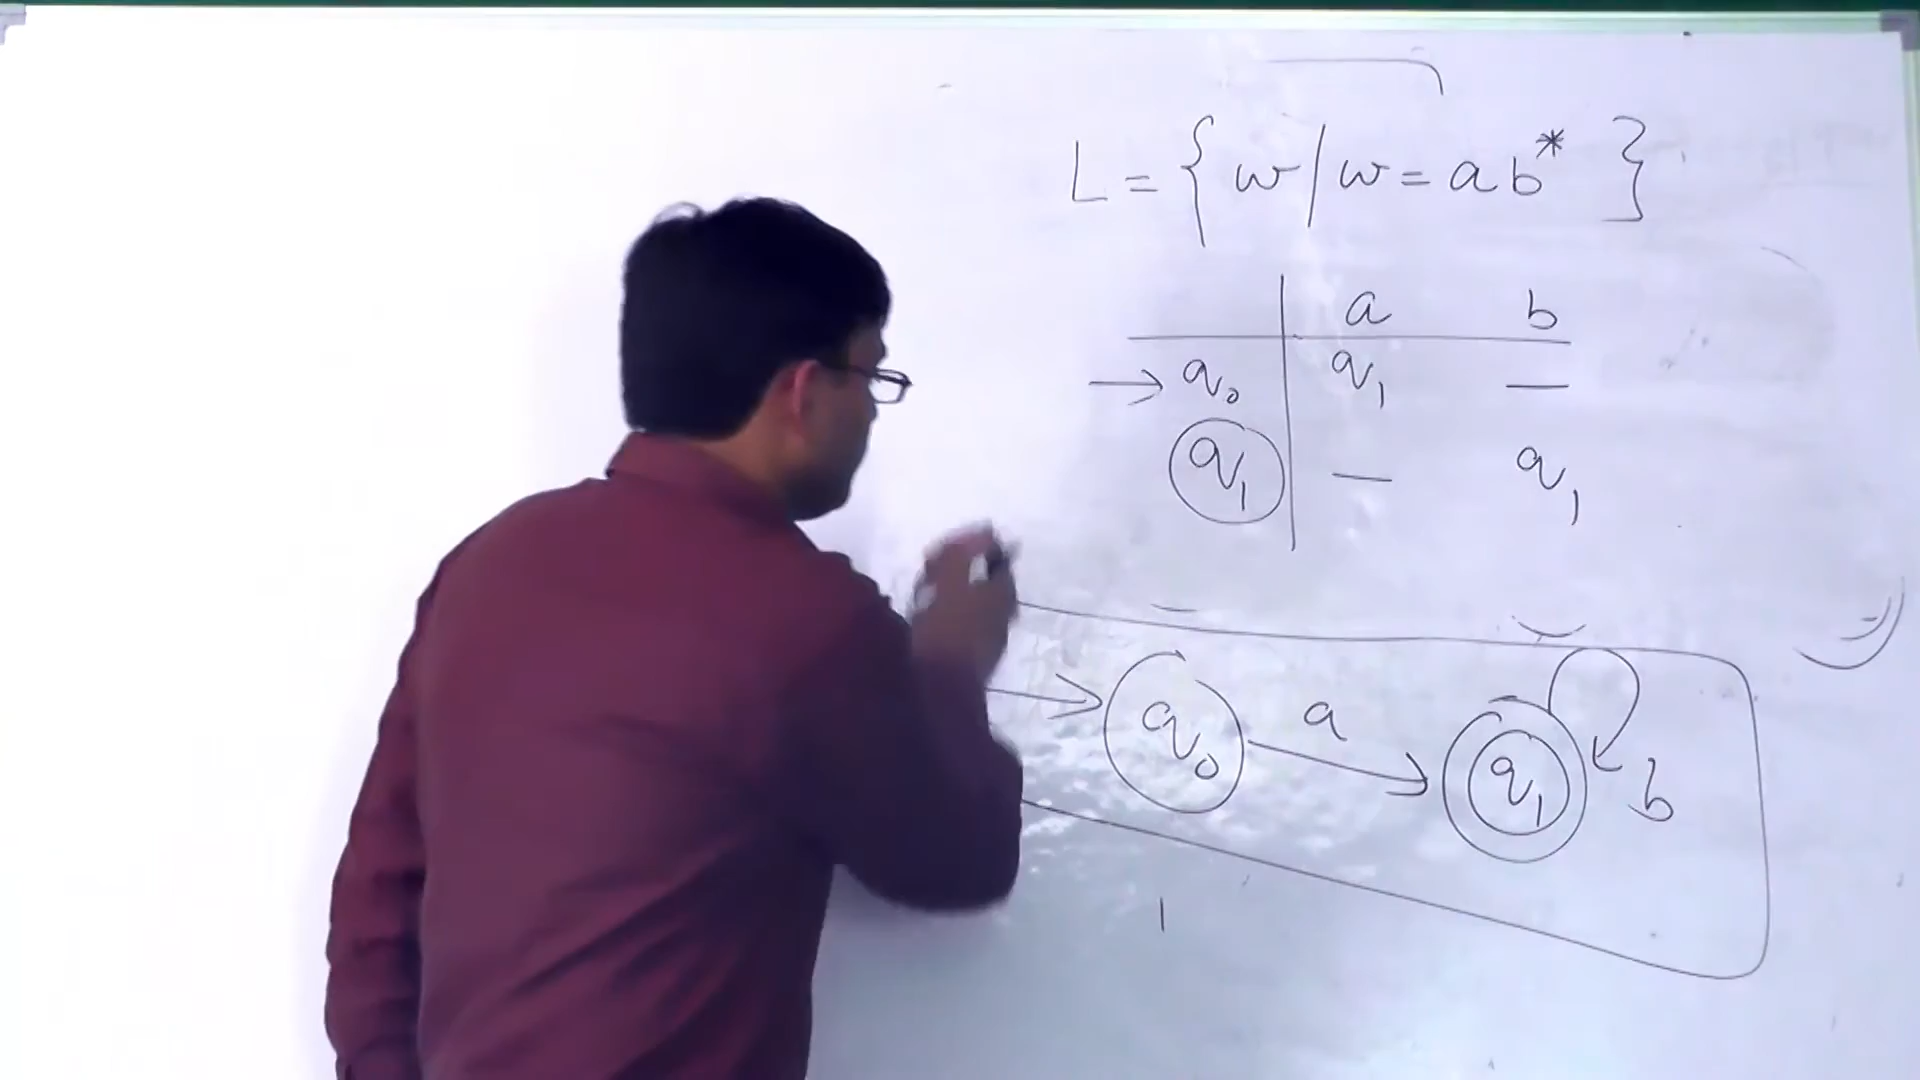 L = { w / w = a b* }
a b
→ q₀ q₁ —
q₁ — q₁
→ q₀ a → q₁ b